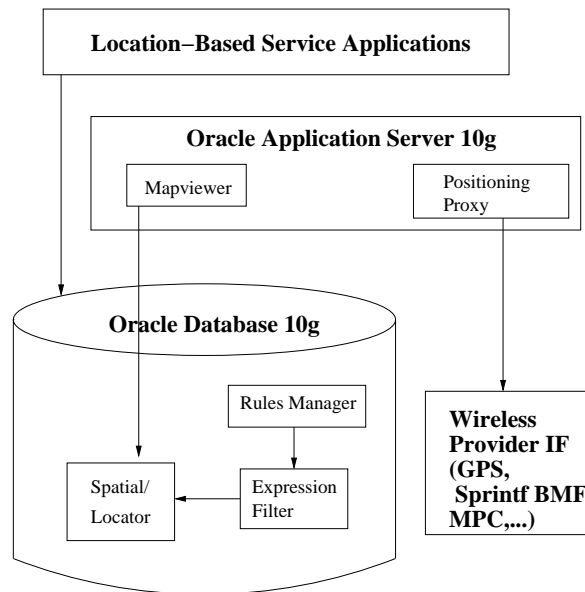 Location–Based Service Applications
Oracle Application Server 10g
Mapviewer
Positioning
Proxy
Oracle Database 10g
Rules Manager
Spatial/
Locator
Expression
Filter
Wireless
Provider IF
(GPS,
Sprintf BMF
MPC,...)